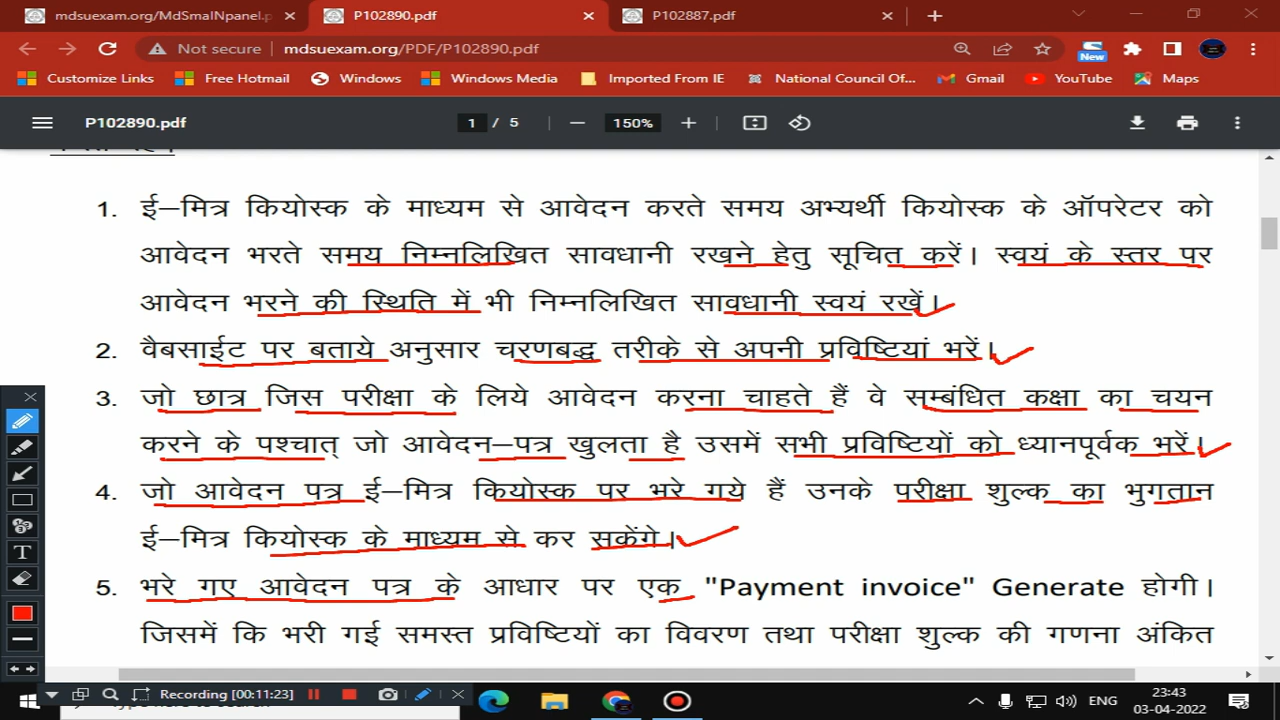 mdsuexam.org/MdSmaINpanel.p
P102890.pdf
P102887.pdf
Not secure
mdsuexam.org/PDF/P102890.pdf
New
Customize Links
Free Hotmail
Windows
Windows Media
Imported From IE
National Council Of...
Gmail
YouTube
Maps
P102890.pdf
1 / 5
150%
1. ई–मित्र कियोस्क के माध्यम से आवेदन करते समय अभ्यर्थी कियोस्क के ऑपरेटर को
आवेदन भरते समय निम्नलिखित सावधानी रखने हेतु सूचित करें। स्वयं के स्तर पर
आवेदन भरने की स्थिति में भी निम्नलिखित सावधानी स्वयं रखें।
2. वैबसाईट पर बताये अनुसार चरणबद्ध तरीके से अपनी प्रविष्टियां भरें।
3. जो छात्र जिस परीक्षा के लिये आवेदन करना चाहते हैं वे सम्बंधित कक्षा का चयन
करने के पश्चात् जो आवेदन–पत्र खुलता है उसमें सभी प्रविष्टियों को ध्यानपूर्वक भरें।
4. जो आवेदन पत्र ई–मित्र कियोस्क पर भरे गये हैं उनके परीक्षा शुल्क का भुगतान
ई–मित्र कियोस्क के माध्यम से कर सकेंगे।
5. भरे गए आवेदन पत्र के आधार पर एक "Payment invoice" Generate होगी।
जिसमें कि भरी गई समस्त प्रविष्टियों का विवरण तथा परीक्षा शुल्क की गणना अंकित
T
Recording [00:11:23]
ENG
23:43
03-04-2022